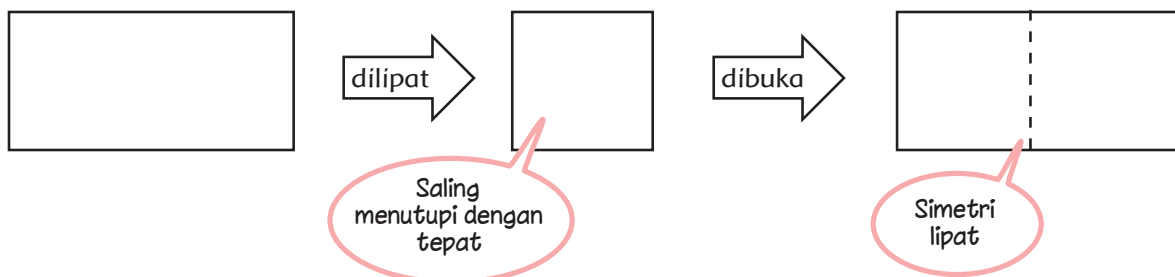 dilipat
dibuka
Saling
menutupi dengan
tepat
Simetri
lipat